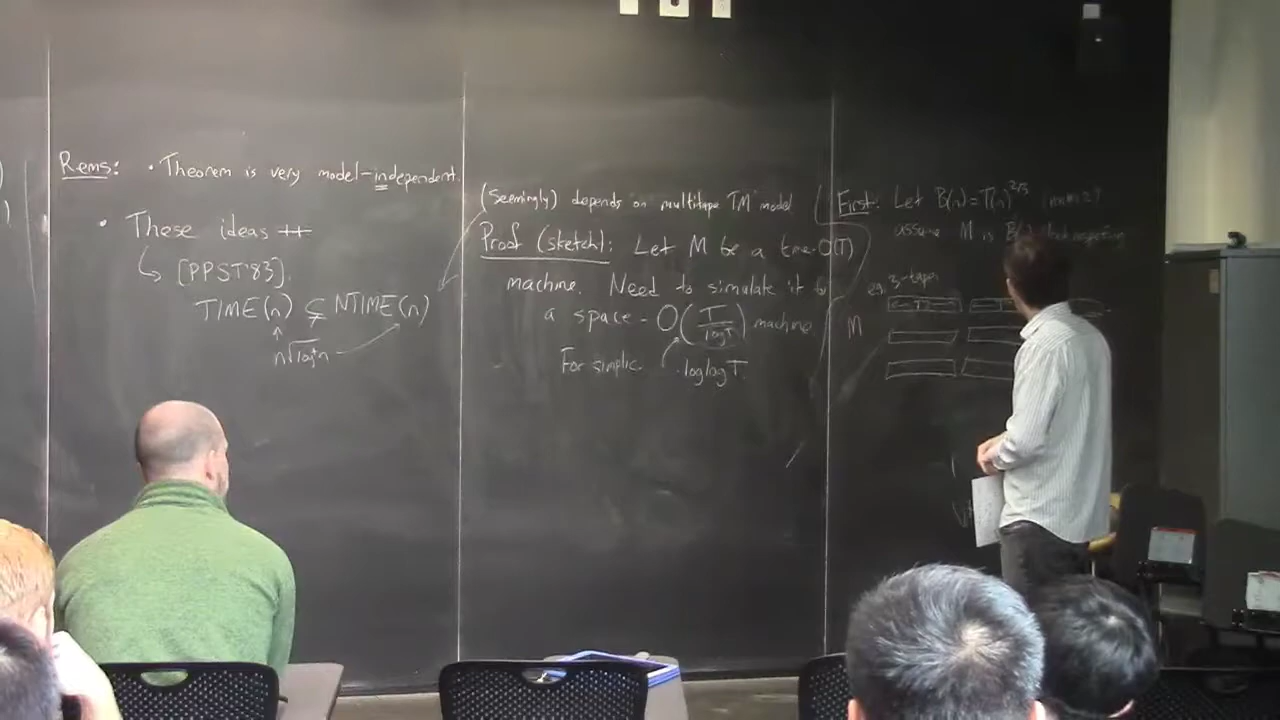 Rems: • Theorem is very model-independent.
• These ideas ++
[PPST'83].
TIME(n) ⊊ NTIME(n)
n√log*n
(Seemingly) depends on multitape TM model
Proof (sketch): Let M be a time-O(T)
machine. Need to simulate it by
a space-O(T/logT) machine
For simplic. · loglogT
First: Let B(n)=T(n)^{2/3}
assume M is
eg. 3-tapes
M